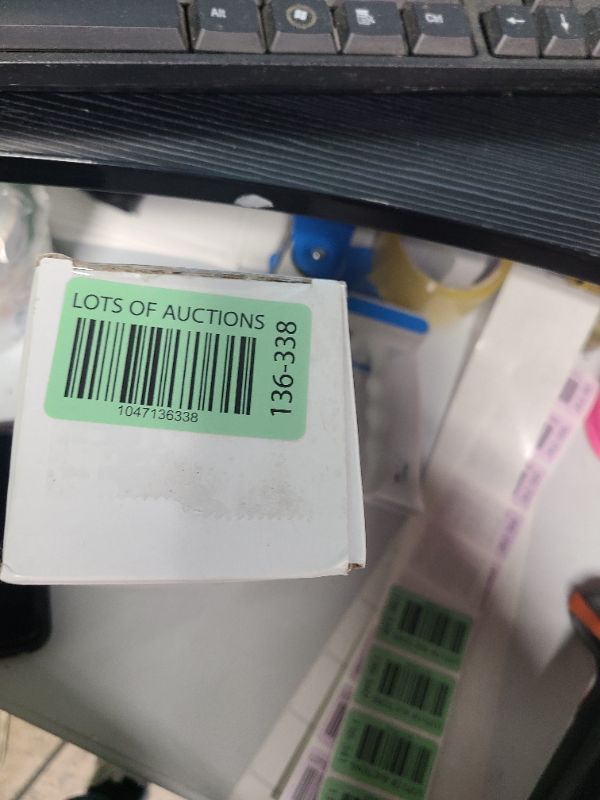 Alt
Ctrl
LOTS OF AUCTIONS
1047136338
136-338